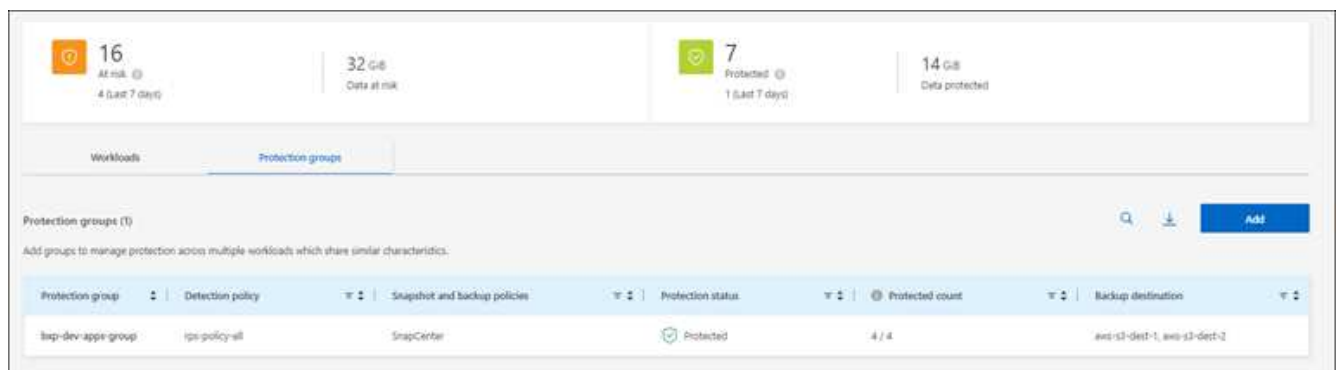 16
At risk
4 (Last 7 days)
32 GiB
Data at risk
7
Protected
1 (Last 7 days)
14 GiB
Data protected
Workloads
Protection groups
Protection groups (1)
Add
Add groups to manage protection across multiple workloads which share similar characteristics.
Protection group Detection policy Snapshot and backup policies Protection status Protected count Backup destination
bxp-dev-apps-group rps-policy-all SnapCenter Protected 4 / 4 aws-s3-dest-1, aws-s3-dest-2